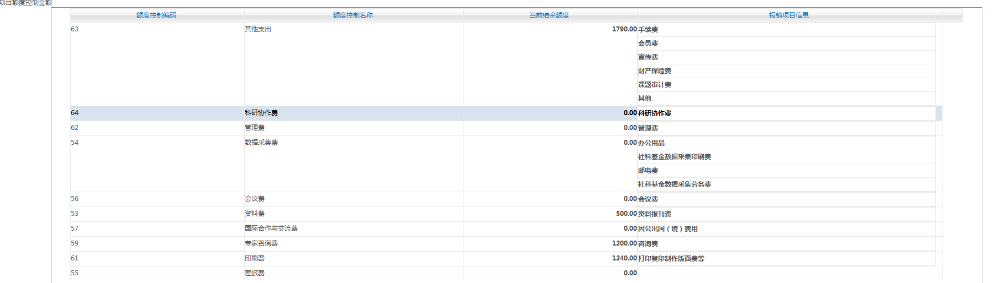 项目额度控制金额
额度控制编码 额度控制名称 当前结余额度 报销项目信息
63 其他支出 1790.00 手续费
会员费
宣传费
财产保险费
课题审计费
其他
64 科研协作费 0.00 科研协作费
62 管理费 0.00 管理费
54 数据采集费 0.00 办公用品
社科基金数据采集印刷费
邮电费
社科基金数据采集劳务费
56 会议费 0.00 会议费
53 资料费 500.00 资料报刊费
57 国际合作与交流费 0.00 因公出国（境）费用
59 专家咨询费 1200.00 咨询费
61 印刷费 1240.00 打印复印制作版面费等
55 差旅费 0.00